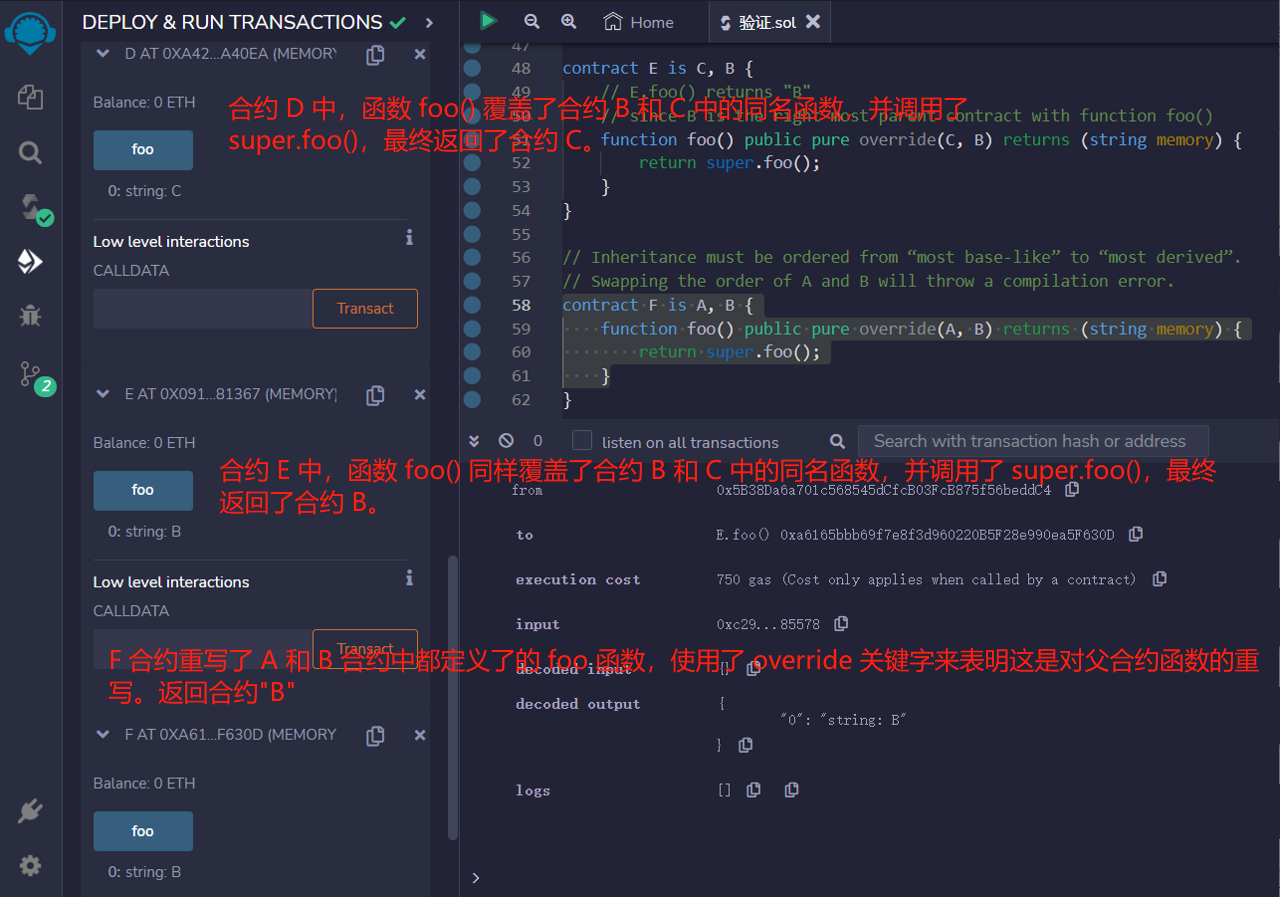 DEPLOY & RUN TRANSACTIONS
Home
验证.sol
D AT 0XA42...A40EA (MEMORY
Balance: 0 ETH
foo
0: string: C
合约 D 中，函数 foo() 覆盖了合约 B 和 C 中的同名函数，并调用了
super.foo()，最终返回了合约 C。
Low level interactions
i
CALLDATA
Transact
E AT 0X091...81367 (MEMORY)
Balance: 0 ETH
foo
0: string: B
合约 E 中，函数 foo() 同样覆盖了合约 B 和 C 中的同名函数，并调用了 super.foo()，最终
返回了合约 B。
Low level interactions
i
CALLDATA
Transact
F 合约重写了 A 和 B 合约中都定义了的 foo 函数，使用了 override 关键字来表明这是对父合约函数的重
写。返回合约"B"
F AT 0XA61...F630D (MEMORY
Balance: 0 ETH
foo
0: string: B
2
47
48 contract E is C, B {
49 // E.foo() returns "B"
50 // since B is the right most parent contract with function foo()
51 function foo() public pure override(C, B) returns (string memory) {
52 return super.foo();
53 }
54 }
55
56 // Inheritance must be ordered from “most base-like” to “most derived”.
57 // Swapping the order of A and B will throw a compilation error.
58 contract F is A, B {
59 function foo() public pure override(A, B) returns (string memory) {
60 return super.foo();
61 }
62 }
0
listen on all transactions
Search with transaction hash or address
from 0x5B38Da6a701c568545dCfcB03FcB875f56beddC4
to E.foo() 0xa6165bbb69f7e8f3d960220B5F28e990ea5F630D
execution cost 750 gas (Cost only applies when called by a contract)
input 0xc29...85578
decoded input {}
decoded output {
"0": "string: B"
}
logs []
>